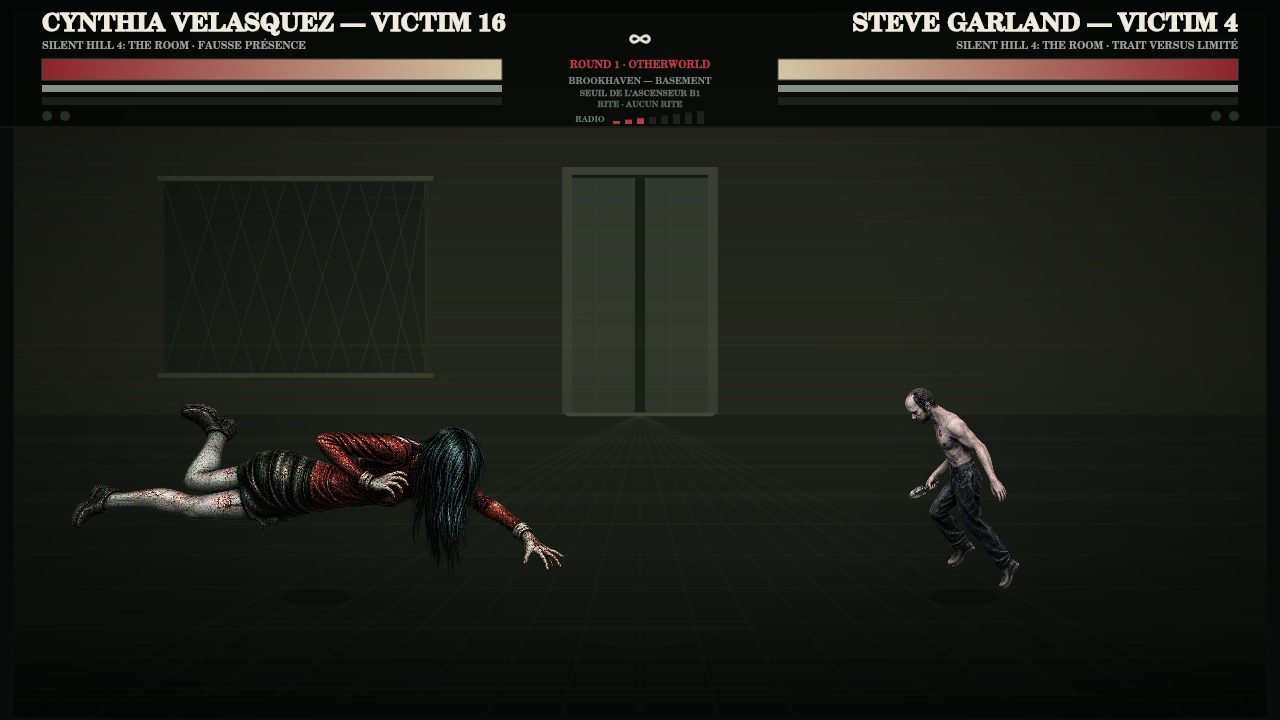 CYNTHIA VELASQUEZ — VICTIM 16
SILENT HILL 4: THE ROOM · FAUSSE PRÉSENCE
∞
ROUND 1 · OTHERWORLD
BROOKHAVEN — BASEMENT
SEUIL DE L'ASCENSEUR B1
RITE · AUCUN RITE
RADIO
STEVE GARLAND — VICTIM 4
SILENT HILL 4: THE ROOM · TRAIT VERSUS LIMITÉ